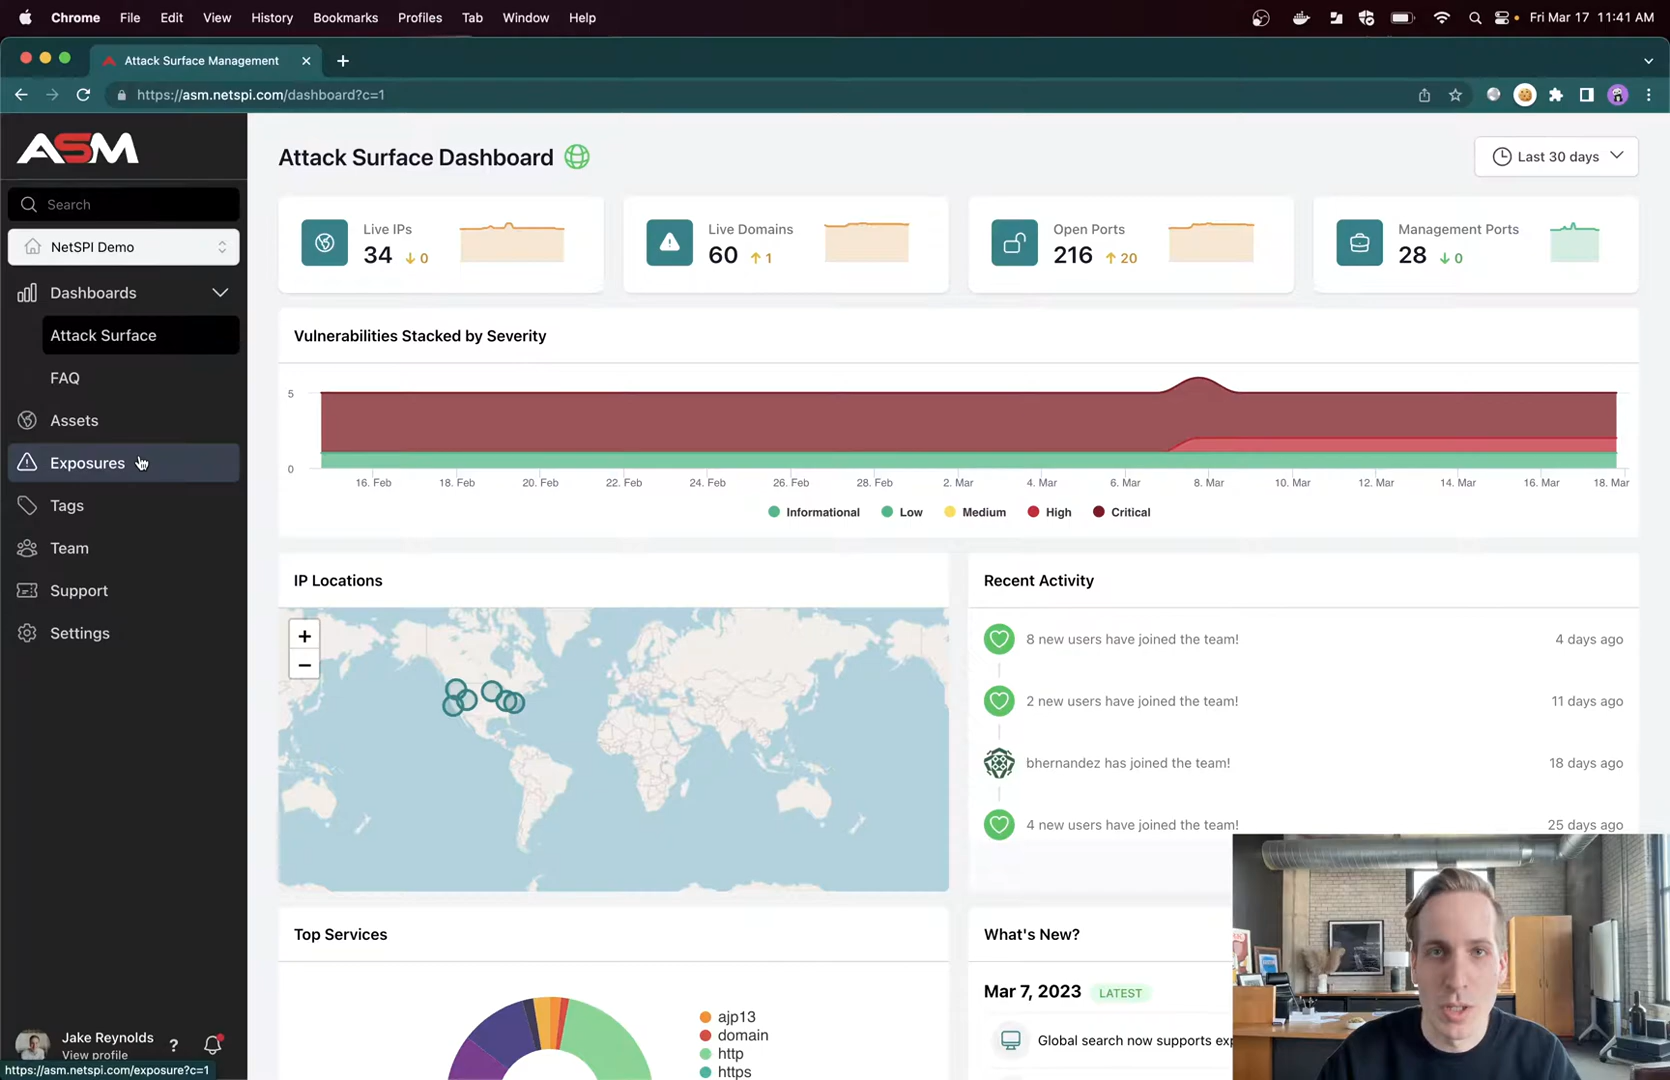 Chrome File Edit View History Bookmarks Profiles Tab Window Help Fri Mar 17 11:41 AM
Attack Surface Management
https://asm.netspi.com/dashboard?c=1
ASM
Search
NetSPI Demo
Dashboards
Attack Surface
FAQ
Assets
Exposures
Tags
Team
Support
Settings
Jake Reynolds
View profile
?
https://asm.netspi.com/exposure?c=1
Attack Surface Dashboard
Last 30 days
Live IPs
34 ↓ 0
Live Domains
60 ↑ 1
Open Ports
216 ↑ 20
Management Ports
28 ↓ 0
Vulnerabilities Stacked by Severity
5
0
16. Feb 18. Feb 20. Feb 22. Feb 24. Feb 26. Feb 28. Feb 2. Mar 4. Mar 6. Mar 8. Mar 10. Mar 12. Mar 14. Mar 16. Mar 18. Mar
Informational Low Medium High Critical
IP Locations
+
−
Recent Activity
8 new users have joined the team! 4 days ago
2 new users have joined the team! 11 days ago
bhernandez has joined the team! 18 days ago
4 new users have joined the team! 25 days ago
Top Services
ajp13
domain
http
https
What's New?
Mar 7, 2023 LATEST
Global search now supports exp